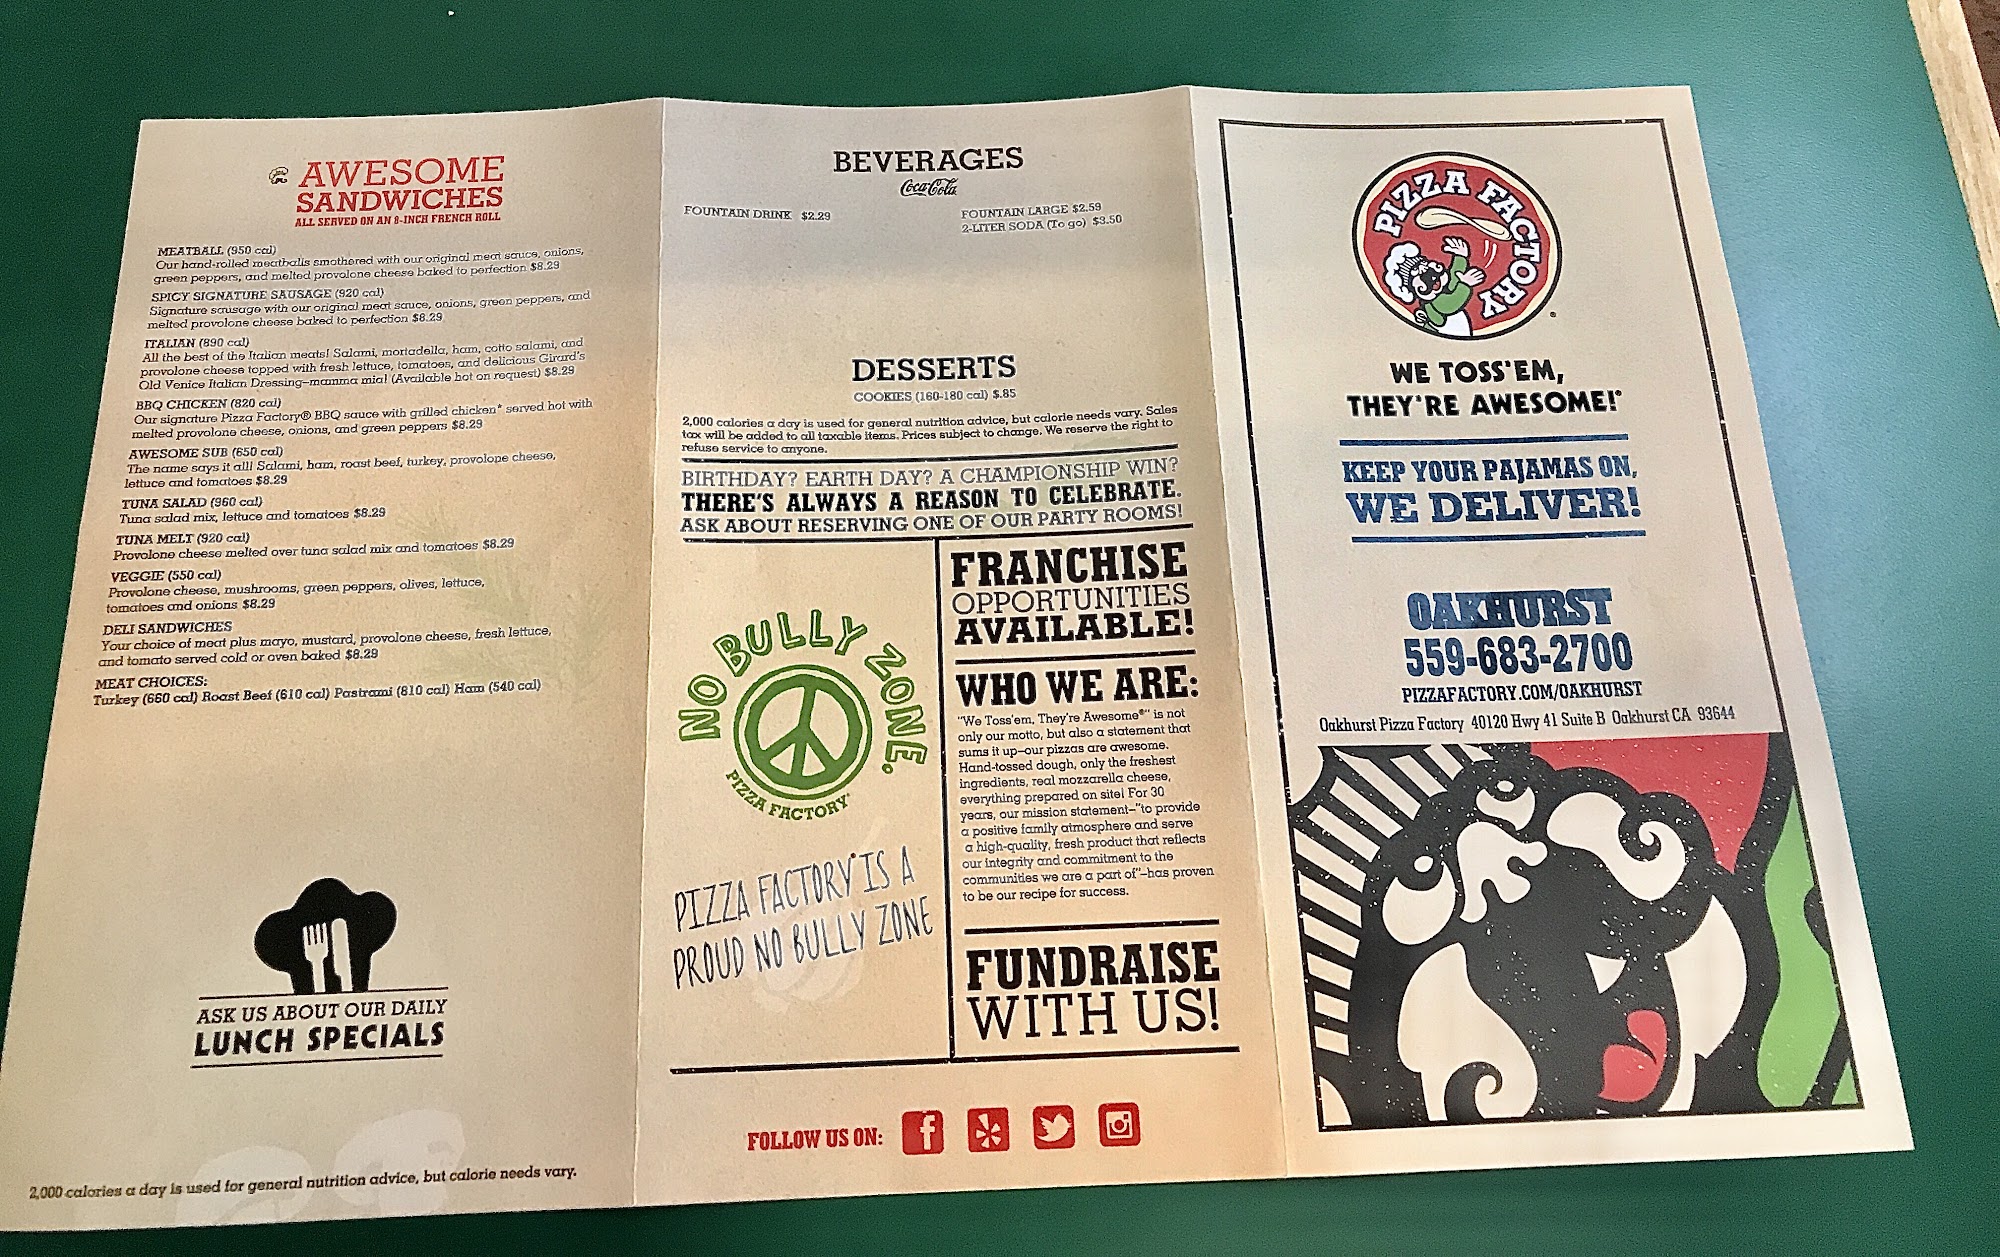 AWESOME
SANDWICHES
ALL SERVED ON AN 8-INCH FRENCH ROLL
MEATBALL (950 cal)
Our hand-rolled meatballs smothered with our original meat sauce, onions,
green peppers, and melted provolone cheese baked to perfection $8.29
SPICY SIGNATURE SAUSAGE (920 cal)
Signature sausage with our original meat sauce, onions, green peppers, and
melted provolone cheese baked to perfection $8.29
ITALIAN (890 cal)
All the best of the Italian meats! Salami, mortadella, ham, cotto salami, and
provolone cheese topped with fresh lettuce, tomatoes, and delicious Girard's
Old Venice Italian Dressing–mamma mia! (Available hot on request) $8.29
BBQ CHICKEN (820 cal)
Our signature Pizza Factory® BBQ sauce with grilled chicken* served hot with
melted provolone cheese, onions, and green peppers $8.29
AWESOME SUB (650 cal)
The name says it all! Salami, ham, roast beef, turkey, provolone cheese,
lettuce and tomatoes $8.29
TUNA SALAD (960 cal)
Tuna salad mix, lettuce and tomatoes $8.29
TUNA MELT (920 cal)
Provolone cheese melted over tuna salad mix and tomatoes $8.29
VEGGIE (550 cal)
Provolone cheese, mushrooms, green peppers, olives, lettuce,
tomatoes and onions $8.29
DELI SANDWICHES
Your choice of meat plus mayo, mustard, provolone cheese, fresh lettuce,
and tomato served cold or oven baked $8.29
MEAT CHOICES:
Turkey (660 cal) Roast Beef (610 cal) Pastrami (810 cal) Ham (540 cal)
ASK US ABOUT OUR DAILY
LUNCH SPECIALS
2,000 calories a day is used for general nutrition advice, but calorie needs vary.
BEVERAGES
Coca-Cola
FOUNTAIN DRINK $2.29
FOUNTAIN LARGE $2.59
2-LITER SODA (To go) $3.50
DESSERTS
COOKIES (160-180 cal) $.85
2,000 calories a day is used for general nutrition advice, but calorie needs vary. Sales
tax will be added to all taxable items. Prices subject to change. We reserve the right to
refuse service to anyone.
BIRTHDAY? EARTH DAY? A CHAMPIONSHIP WIN?
THERE'S ALWAYS A REASON TO CELEBRATE.
ASK ABOUT RESERVING ONE OF OUR PARTY ROOMS!
NO BULLY ZONE.
PIZZA FACTORY®
PIZZA FACTORY® IS A
PROUD NO BULLY ZONE
FRANCHISE
OPPORTUNITIES
AVAILABLE!
WHO WE ARE:
"We Toss'em, They're Awesome®" is not
only our motto, but also a statement that
sums it up–our pizzas are awesome.
Hand-tossed dough, only the freshest
ingredients, real mozzarella cheese,
everything prepared on site! For 30
years, our mission statement–"to provide
a positive family atmosphere and serve
a high-quality, fresh product that reflects
our integrity and commitment to the
communities we are a part of"–has proven
to be our recipe for success.
FUNDRAISE
WITH US!
FOLLOW US ON:
PIZZA FACTORY
®
WE TOSS'EM,
THEY'RE AWESOME!®
KEEP YOUR PAJAMAS ON,
WE DELIVER!
OAKHURST
559-683-2700
PIZZAFACTORY.COM/OAKHURST
Oakhurst Pizza Factory 40120 Hwy 41 Suite B Oakhurst CA 93644